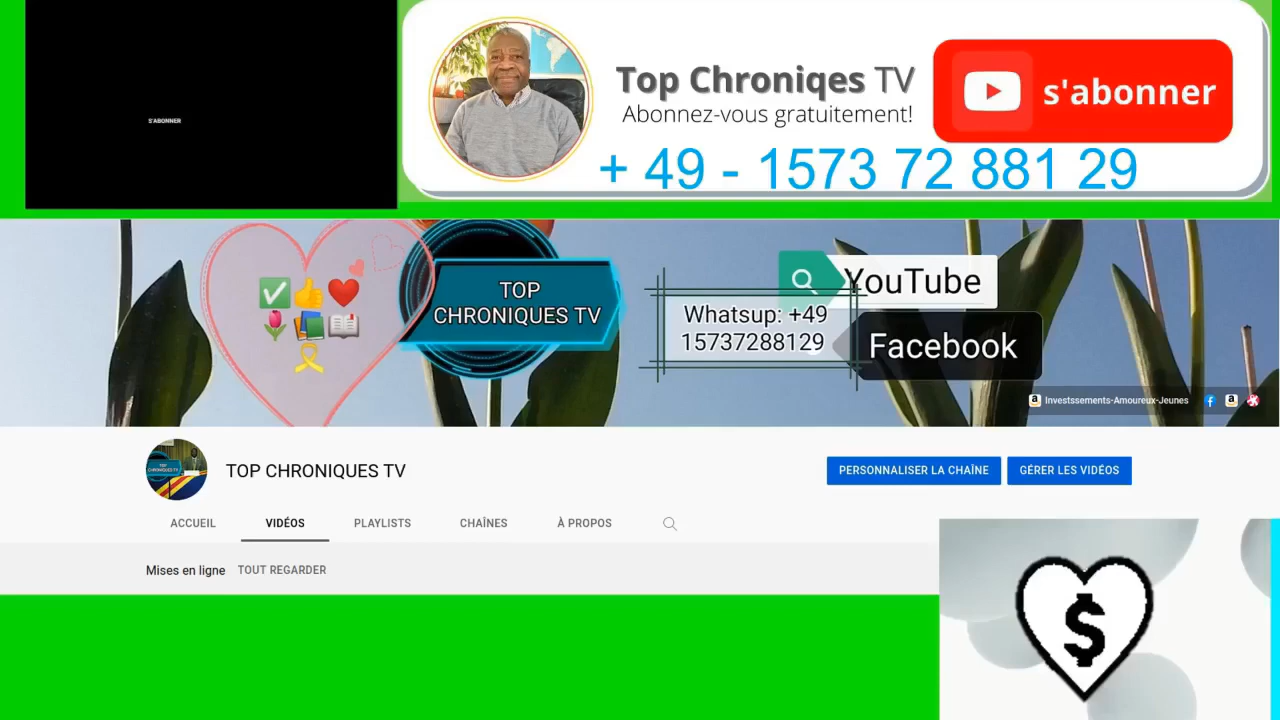 S'ABONNER
Top Chroniqes TV
Abonnez-vous gratuitement!
s'abonner
+ 49 - 1573 72 881 29
TOP
CHRONIQUES TV
Whatsup: +49
15737288129
YouTube
Facebook
Investssements-Amoureux-Jeunes
TOP CHRONIQUES TV
PERSONNALISER LA CHAÎNE
GÉRER LES VIDÉOS
ACCUEIL VIDÉOS PLAYLISTS CHAÎNES À PROPOS
Mises en ligne TOUT REGARDER
$